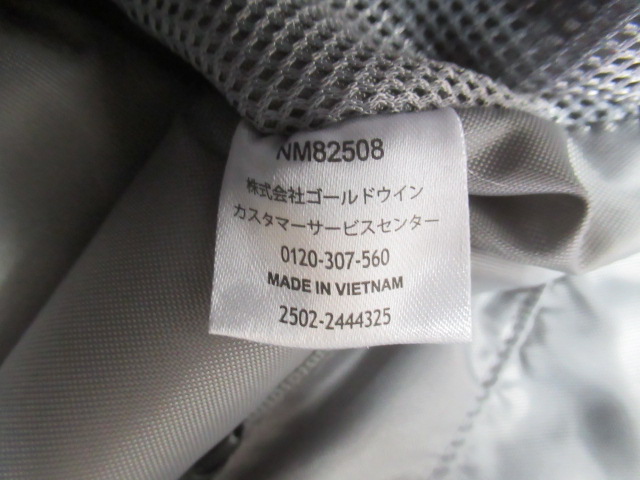 NM82508
株式会社ゴールドウイン
カスタマーサービスセンター
0120-307-560
MADE IN VIETNAM
2502-2444325